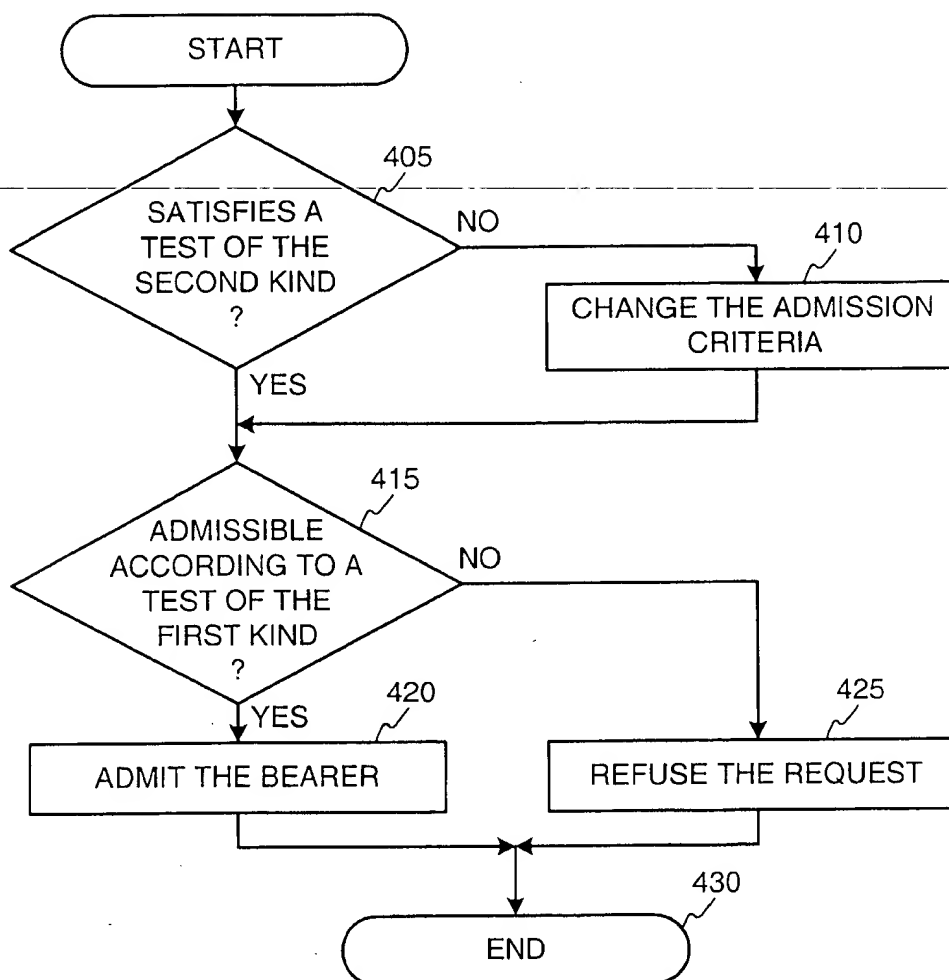 START
405
SATISFIES A
TEST OF THE
SECOND KIND
?
NO
410
CHANGE THE ADMISSION
CRITERIA
YES
415
ADMISSIBLE
ACCORDING TO A
TEST OF THE
FIRST KIND
?
NO
YES
420
ADMIT THE BEARER
425
REFUSE THE REQUEST
430
END